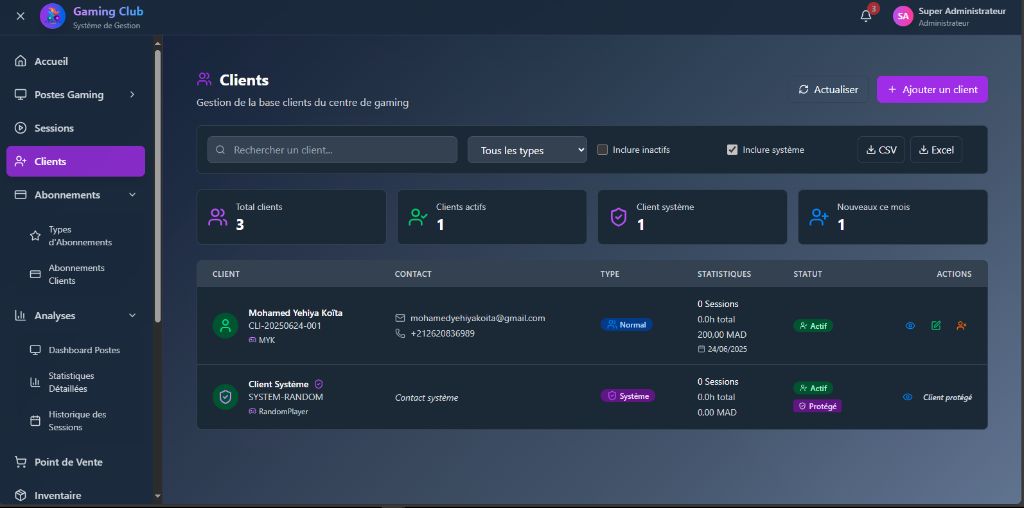 Gaming Club
Système de Gestion
3
SA
Super Administrateur
Administrateur
Accueil
Postes Gaming
Sessions
Clients
Abonnements
Types
d'Abonnements
Abonnements
Clients
Analyses
Dashboard Postes
Statistiques
Détaillées
Historique des
Sessions
Point de Vente
Inventaire
Clients
Gestion de la base clients du centre de gaming
Actualiser
+ Ajouter un client
Rechercher un client...
Tous les types
Inclure inactifs
Inclure système
CSV
Excel
Total clients
3
Clients actifs
1
Client système
1
Nouveaux ce mois
1
CLIENT CONTACT TYPE STATISTIQUES STATUT ACTIONS
Mohamed Yehiya Koïta
CLI-20250624-001
MYK
mohamedyehiyakoita@gmail.com
+212620836989
Normal
0 Sessions
0.0h total
200.00 MAD
24/06/2025
Actif
Client Système
SYSTEM-RANDOM
RandomPlayer
Contact système
Système
0 Sessions
0.0h total
0.00 MAD
Actif
Protégé
Client protégé